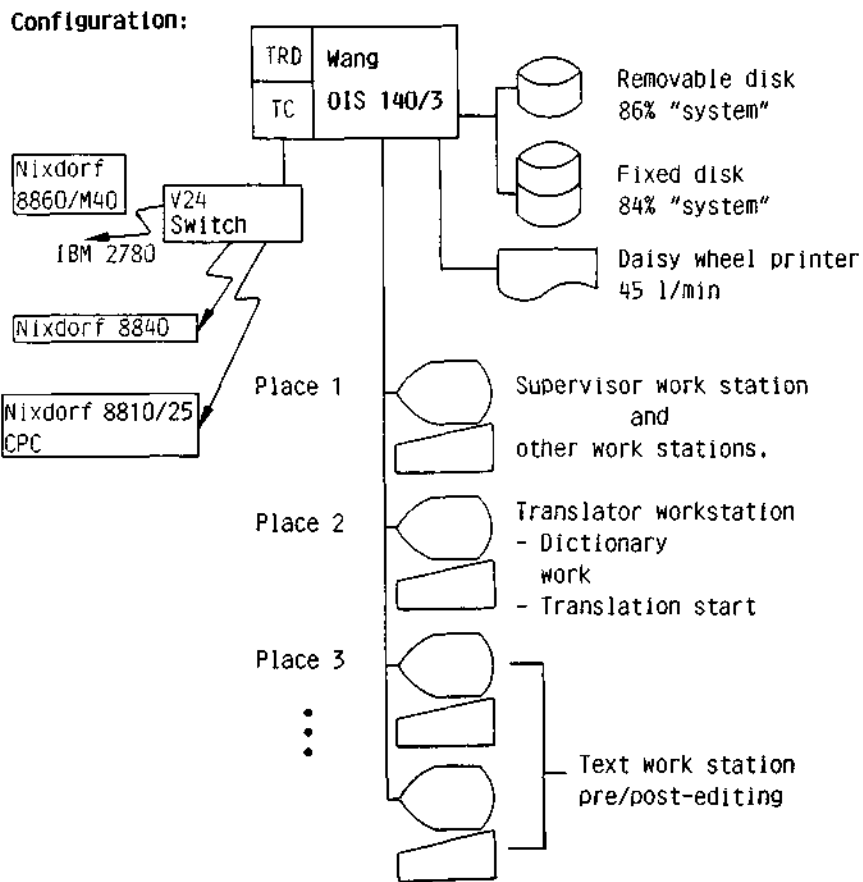 Configuration:
TRD
TC
Wang
OIS 140/3
Removable disk
86% "system"
Fixed disk
84% "system"
Daisy wheel printer
45 l/min
Nixdorf
8860/M40
V24
Switch
IBM 2780
Nixdorf 8840
Nixdorf 8810/25
CPC
Place 1
Supervisor work station
and
other work stations.
Place 2
Translator workstation
- Dictionary
work
- Translation start
Place 3
Text work station
pre/post-editing